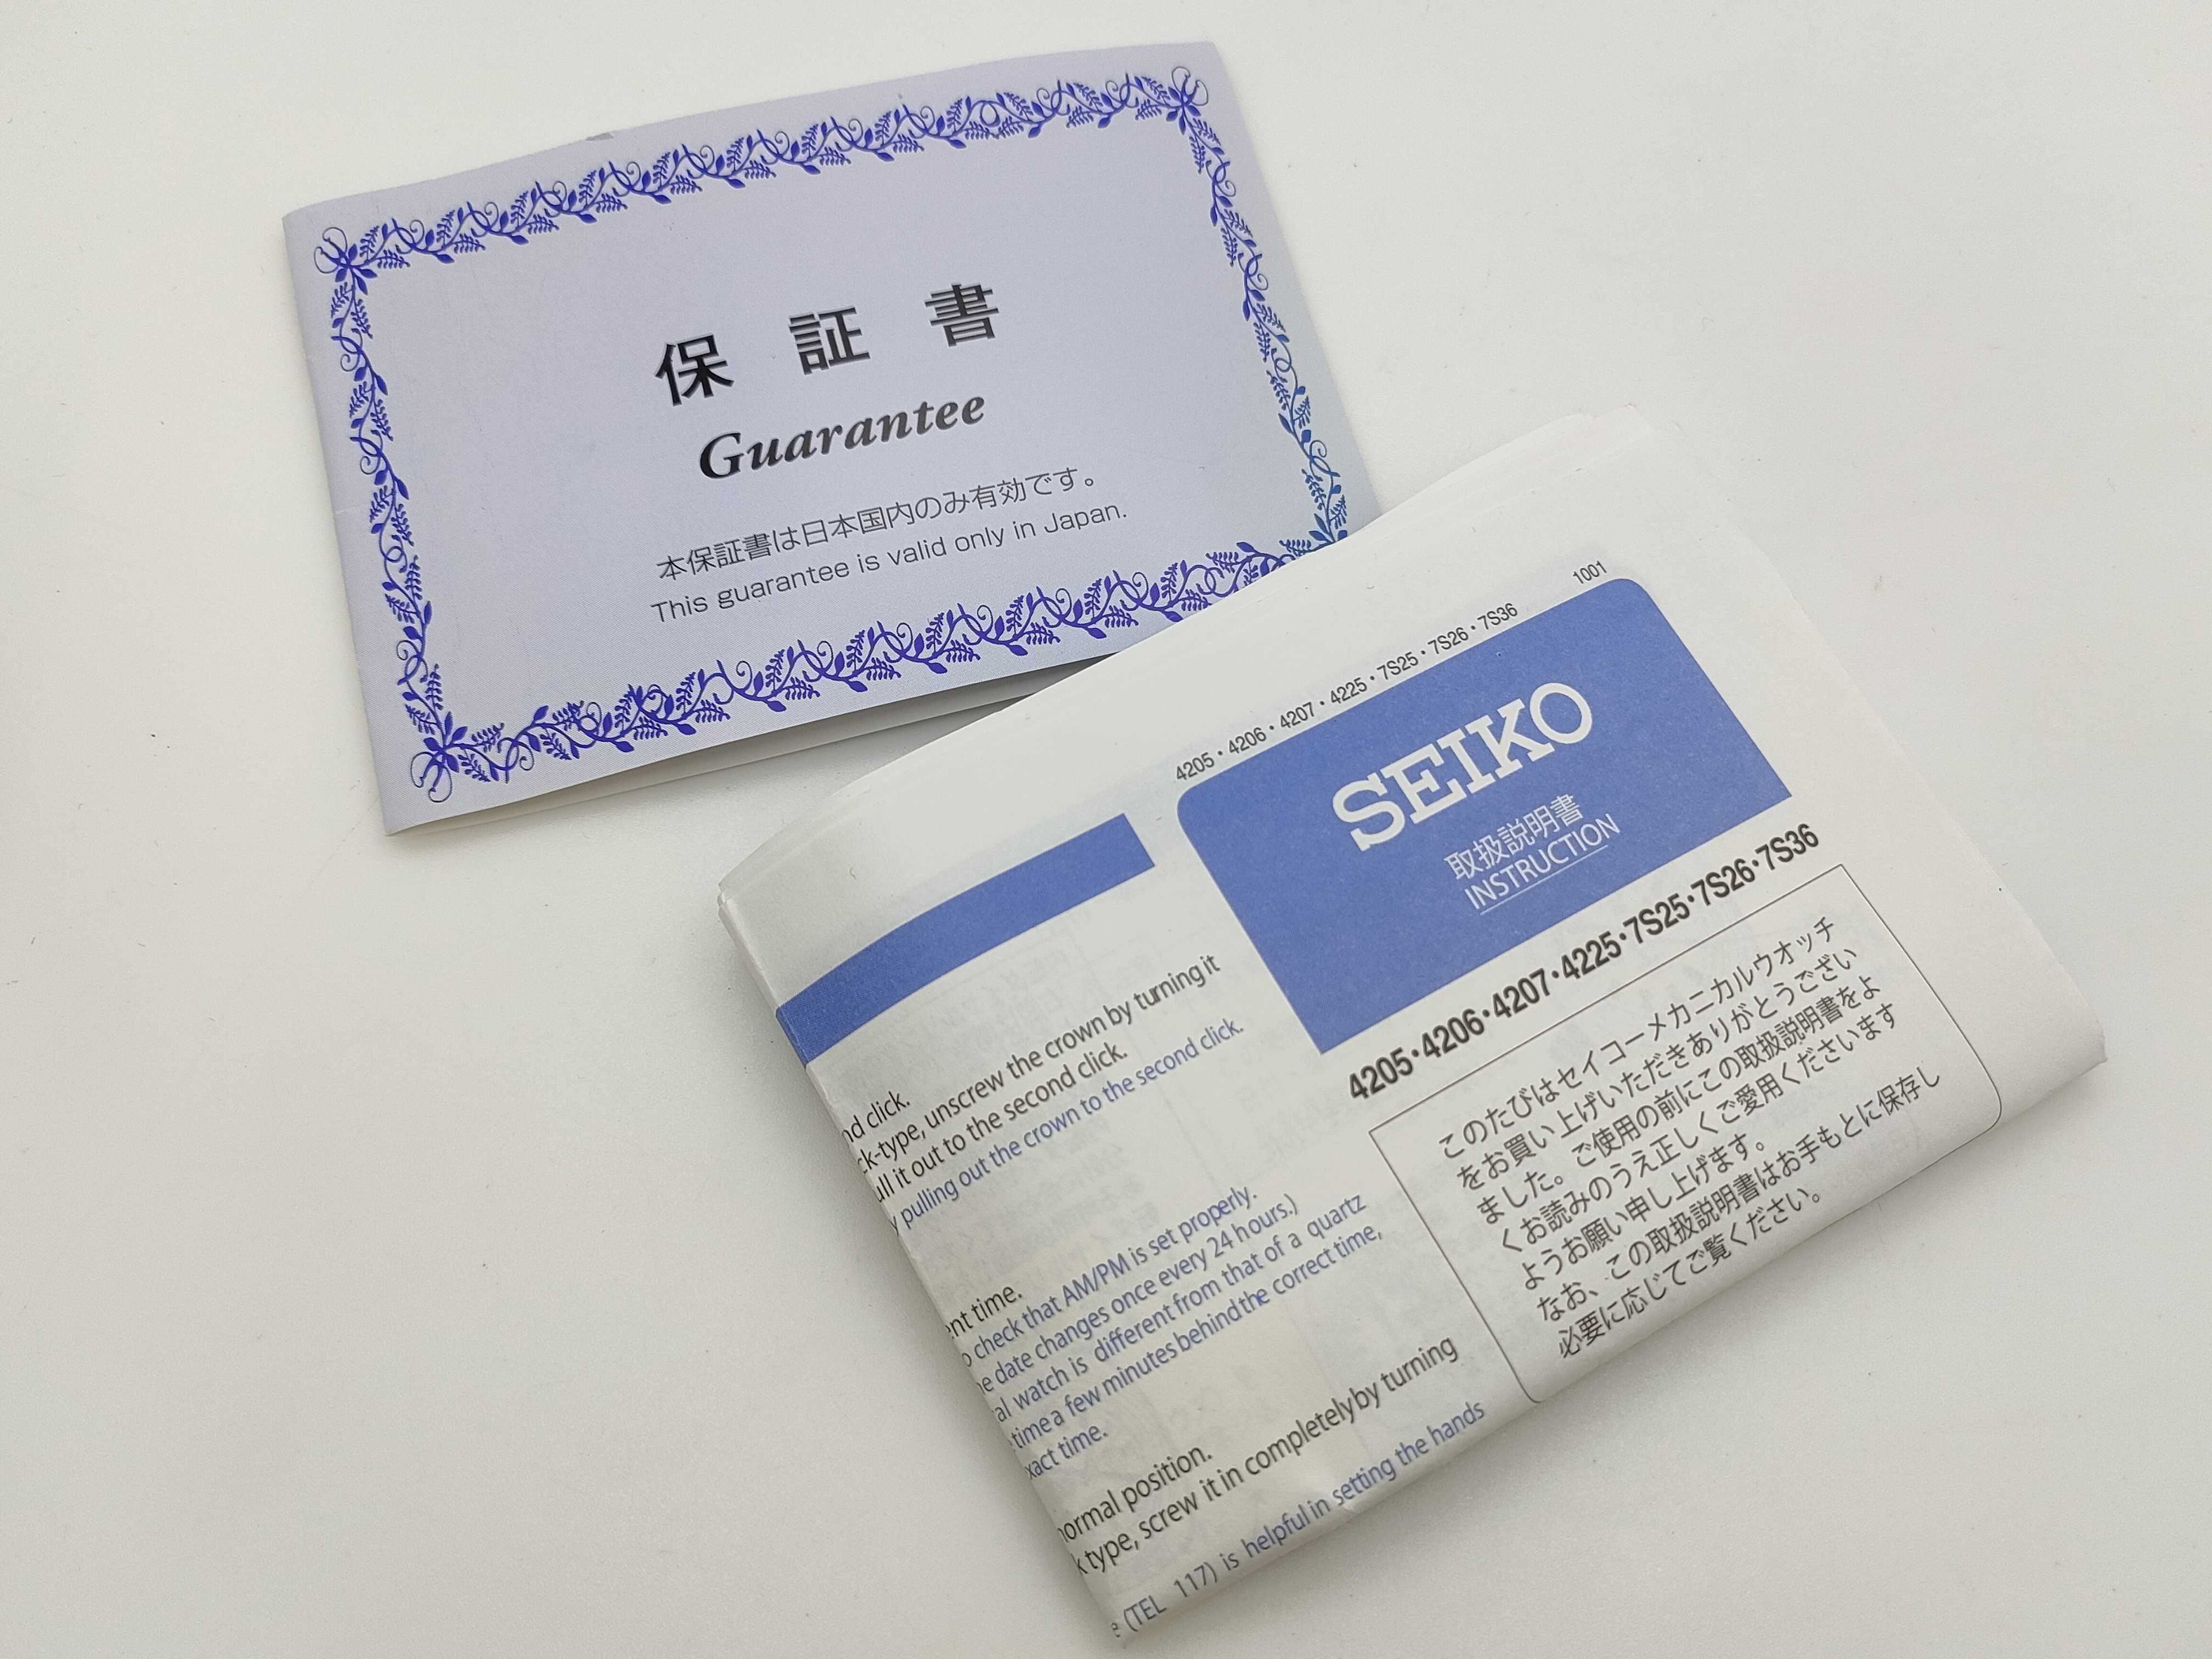 保証書
Guarantee
本保証書は日本国内のみ有効です。
This guarantee is valid only in Japan.
1001
4205・4206・4207・4225・7S25・7S26・7S36
SEIKO
取扱説明書
INSTRUCTION
4205・4206・4207・4225・7S25・7S26・7S36
このたびはセイコーメカニカルウオッチ
をお買い上げいただきありがとうござい
ました。ご使用の前にこの取扱説明書をよ
くお読みのうえ正しくご愛用くださいます
ようお願い申し上げます。
なお、この取扱説明書はお手もとに保存し
必要に応じてご覧ください。
nd click.
ck-type, unscrew the crown by turning it
ull it out to the second click.
y pulling out the crown to the second click.
ent time.
o check that AM/PM is set properly.
he date changes once every 24 hours.)
al watch is different from that of a quartz
time a few minutes behind the correct time,
xact time.
normal position.
k type, screw it in completely by turning
e (TEL 117) is helpful in setting the hands